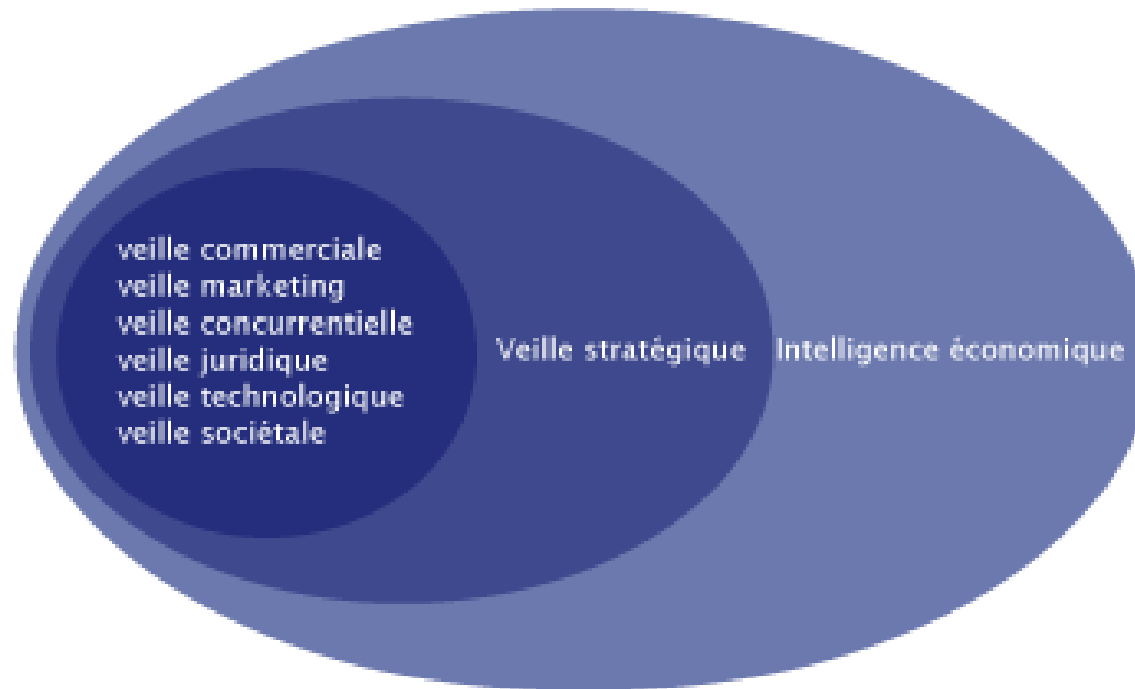 veille commerciale
veille marketing
veille concurrentielle
veille juridique
veille technologique
veille sociétale
Veille stratégique
Intelligence économique